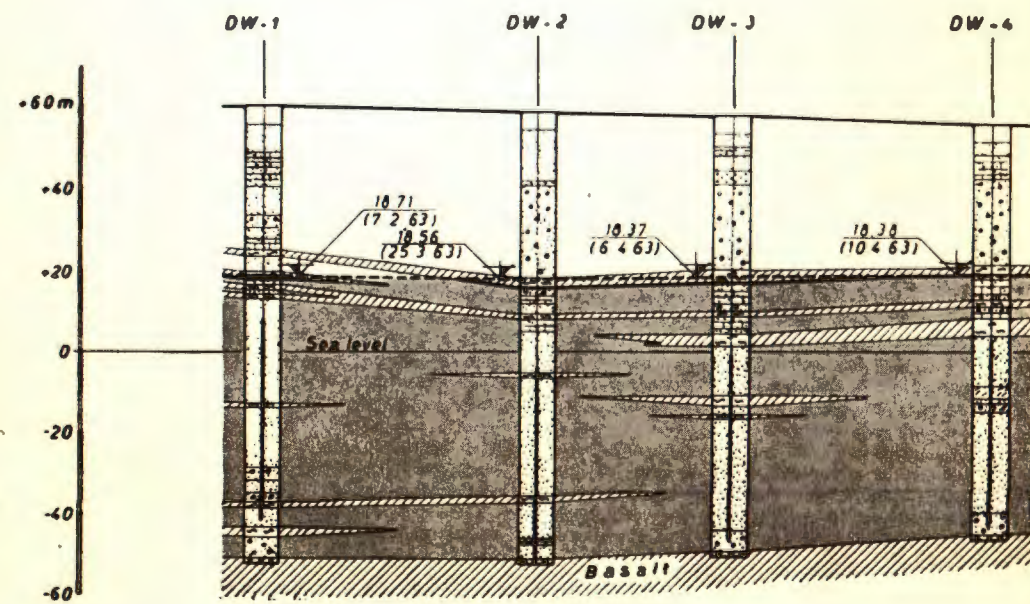 DW-1
DW-2
DW-3
DW-4
+60m
+40
18.71
(7 2 63)
18.56
(25 3 63)
18.37
(6 4 63)
18.38
(10 4 63)
+20
Sea level
0
-20
-40
Basalt
-60